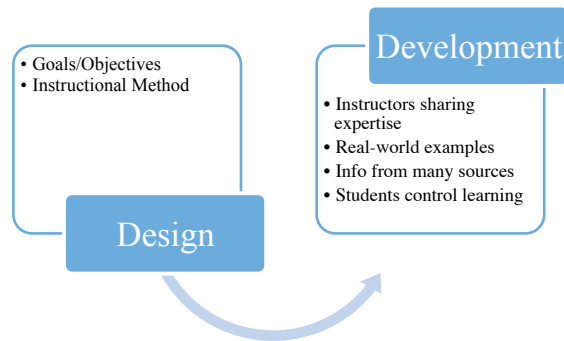 • Goals/Objectives
• Instructional Method
Design
Development
• Instructors sharing
expertise
• Real-world examples
• Info from many sources
• Students control learning